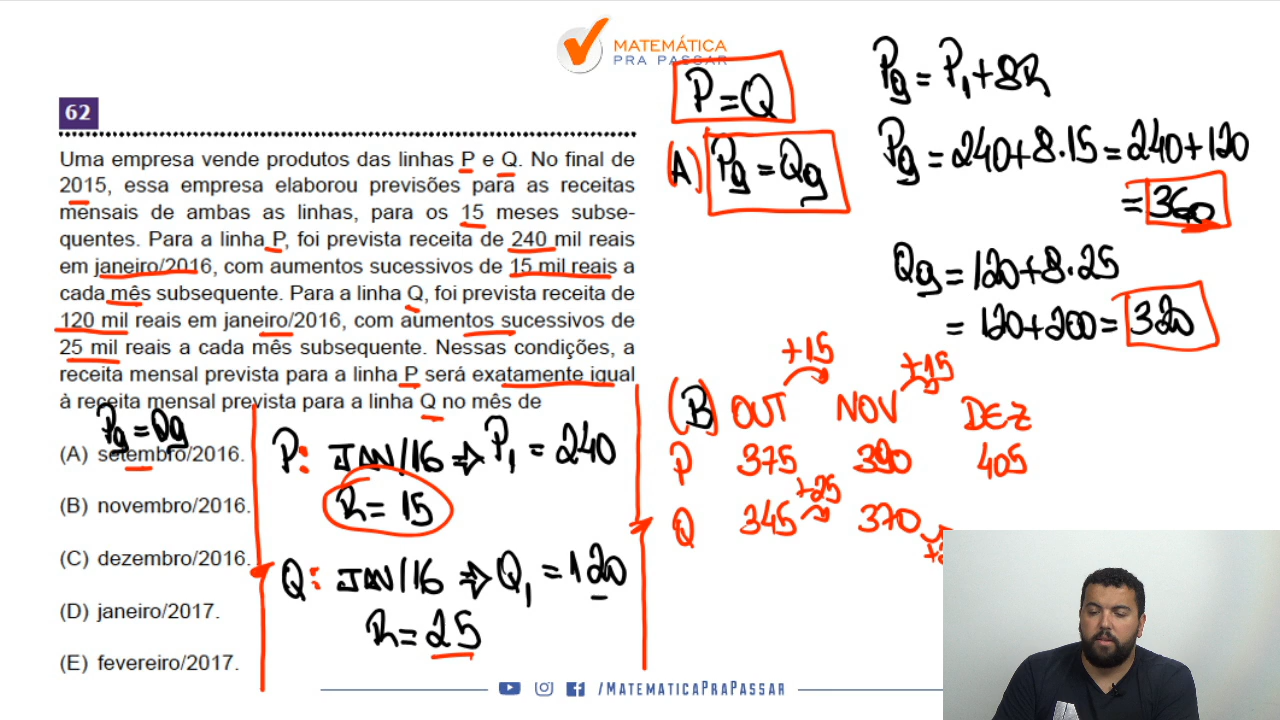 MATEMÁTICA
PRA PASSAR
62
Uma empresa vende produtos das linhas P e Q. No final de
2015, essa empresa elaborou previsões para as receitas
mensais de ambas as linhas, para os 15 meses subse-
quentes. Para a linha P, foi prevista receita de 240 mil reais
em janeiro/2016, com aumentos sucessivos de 15 mil reais a
cada mês subsequente. Para a linha Q, foi prevista receita de
120 mil reais em janeiro/2016, com aumentos sucessivos de
25 mil reais a cada mês subsequente. Nessas condições, a
receita mensal prevista para a linha P será exatamente igual
à receita mensal prevista para a linha Q no mês de
P9 = Q9
(A) setembro/2016.
(B) novembro/2016.
(C) dezembro/2016.
(D) janeiro/2017.
(E) fevereiro/2017.
P: JAN/16 ⇒ P1 = 240
R = 15
Q: JAN/16 ⇒ Q1 = 120
R = 25
P = Q
(A) P9 = Q9
P9 = P1 + 8R
P9 = 240 + 8.15 = 240 + 120
= 360
Q9 = 120 + 8.25
= 120 + 200 = 320
+15 +15
(B) OUT NOV DEZ
P 375 390 405
+25
Q 345 370
/MATEMATICAPRAPASSAR